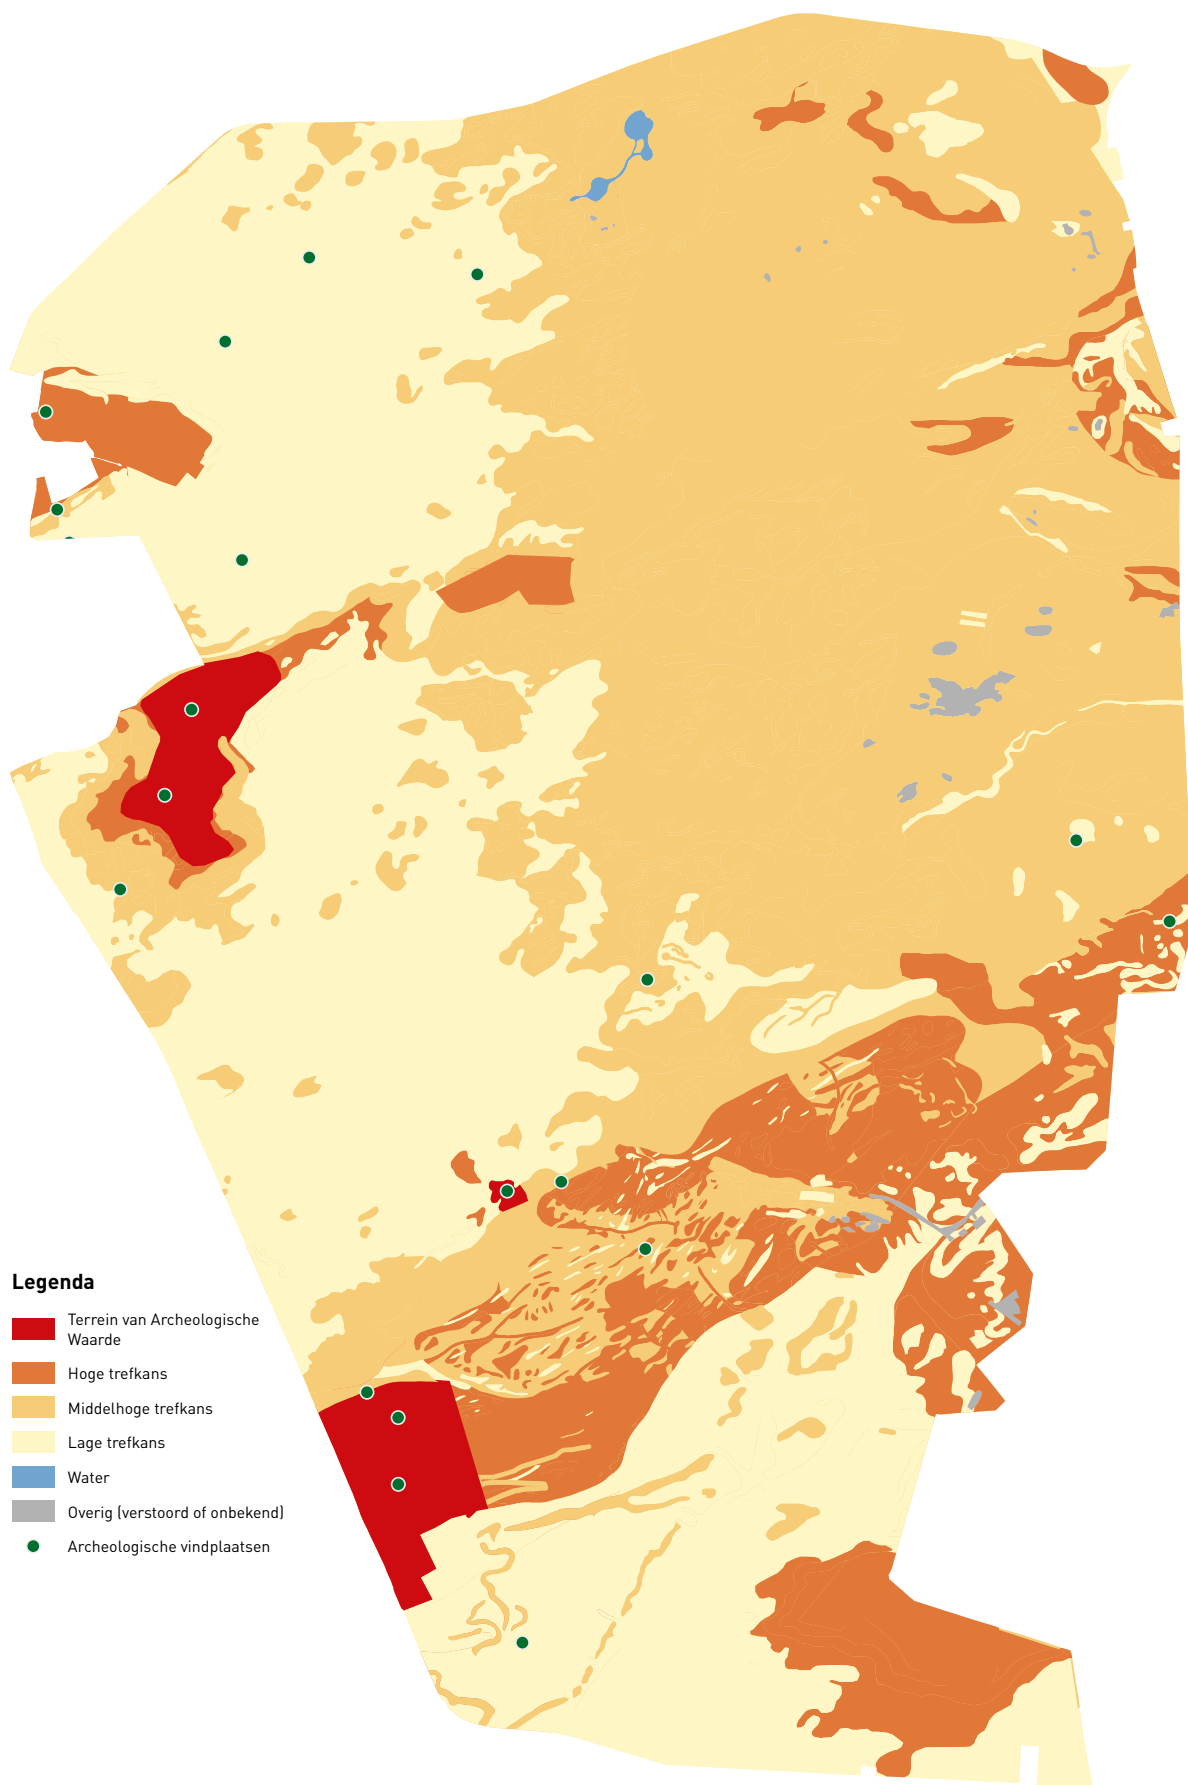 Legenda
Terrein van Archeologische
Waarde
Hoge trefkans
Middelhoge trefkans
Lage trefkans
Water
Overig (verstoord of onbekend)
Archeologische vindplaatsen